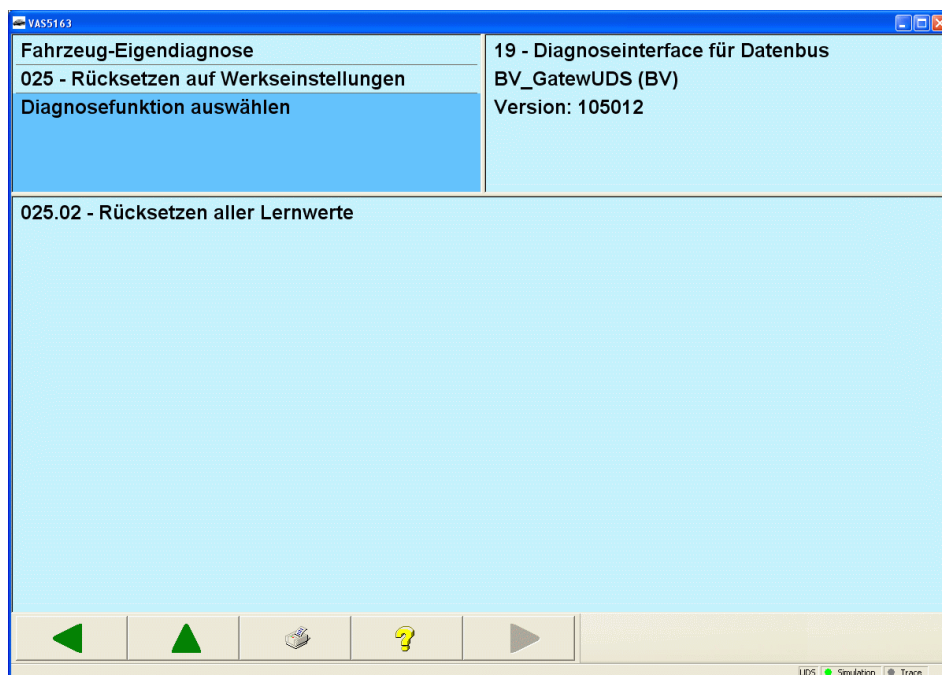 VAS5163
Fahrzeug-Eigendiagnose
025 - Rücksetzen auf Werkseinstellungen
Diagnosefunktion auswählen
19 - Diagnoseinterface für Datenbus
BV_GatewUDS (BV)
Version: 105012
025.02 - Rücksetzen aller Lernwerte
UDS Simulation Trace